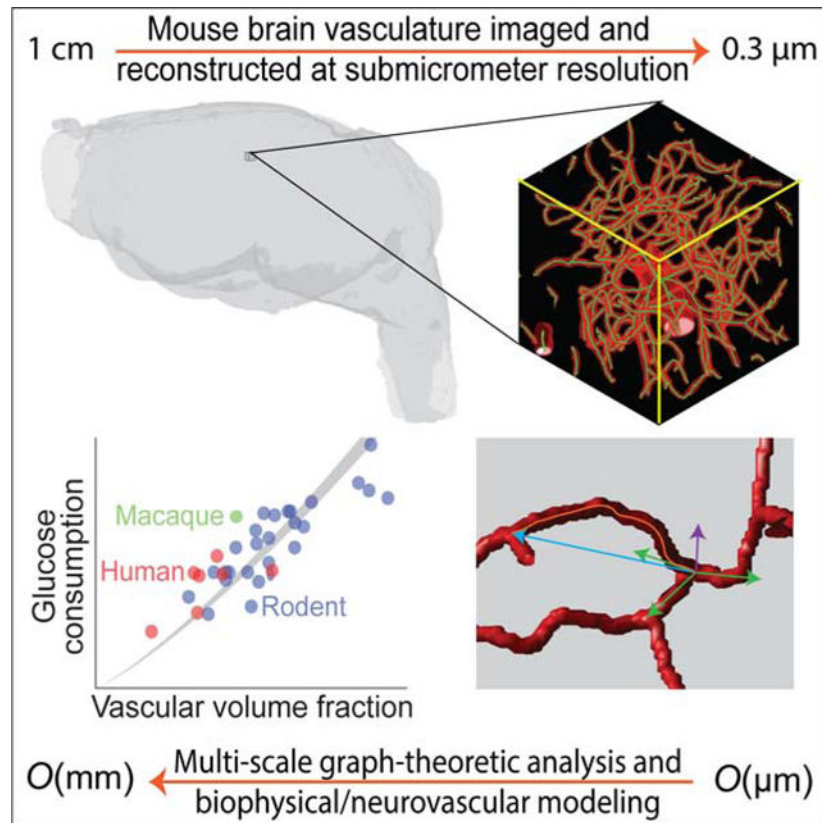 Mouse brain vasculature imaged and
1 cm
0.3 µm
reconstructed at submicrometer resolution
Macaque
Human
Rodent
Glucose
consumption
Vascular volume fraction
Multi-scale graph-theoretic analysis and
O(mm)
O(µm)
biophysical/neurovascular modeling